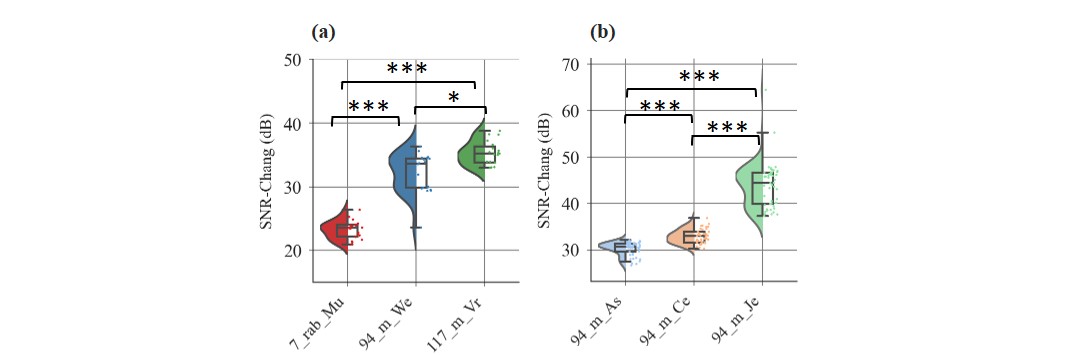 (a)
50
40
30
20
SNR-Chang (dB)
***
***
*
7_rab_Mu
94_m_We
117_m_Vr
(b)
70
60
50
40
30
SNR-Chang (dB)
***
***
***
94_m_As
94_m_Ce
94_m_Je